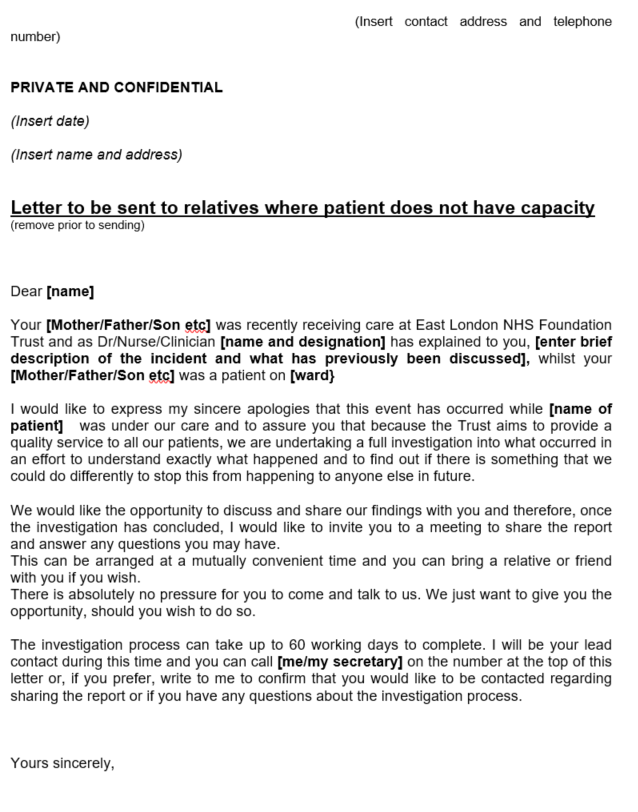 (Insert contact address and telephone
number)
PRIVATE AND CONFIDENTIAL
(Insert date)
(Insert name and address)
Letter to be sent to relatives where patient does not have capacity
(remove prior to sending)
Dear [name]
Your [Mother/Father/Son etc] was recently receiving care at East London NHS Foundation
Trust and as Dr/Nurse/Clinician [name and designation] has explained to you, [enter brief
description of the incident and what has previously been discussed], whilst your
[Mother/Father/Son etc] was a patient on [ward}
I would like to express my sincere apologies that this event has occurred while [name of
patient] was under our care and to assure you that because the Trust aims to provide a
quality service to all our patients, we are undertaking a full investigation into what occurred in
an effort to understand exactly what happened and to find out if there is something that we
could do differently to stop this from happening to anyone else in future.
We would like the opportunity to discuss and share our findings with you and therefore, once
the investigation has concluded, I would like to invite you to a meeting to share the report
and answer any questions you may have.
This can be arranged at a mutually convenient time and you can bring a relative or friend
with you if you wish.
There is absolutely no pressure for you to come and talk to us. We just want to give you the
opportunity, should you wish to do so.
The investigation process can take up to 60 working days to complete. I will be your lead
contact during this time and you can call [me/my secretary] on the number at the top of this
letter or, if you prefer, write to me to confirm that you would like to be contacted regarding
sharing the report or if you have any questions about the investigation process.
Yours sincerely,